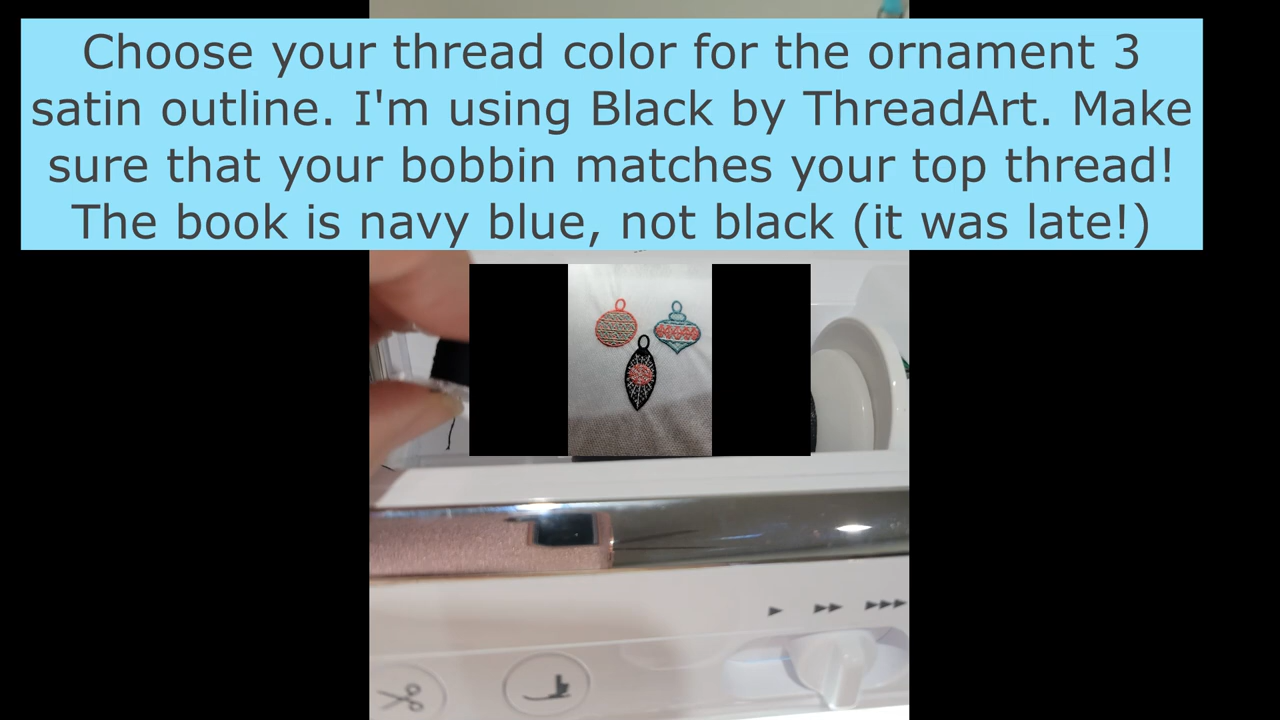 Choose your thread color for the ornament 3
satin outline. I'm using Black by ThreadArt. Make
sure that your bobbin matches your top thread!
The book is navy blue, not black (it was late!)